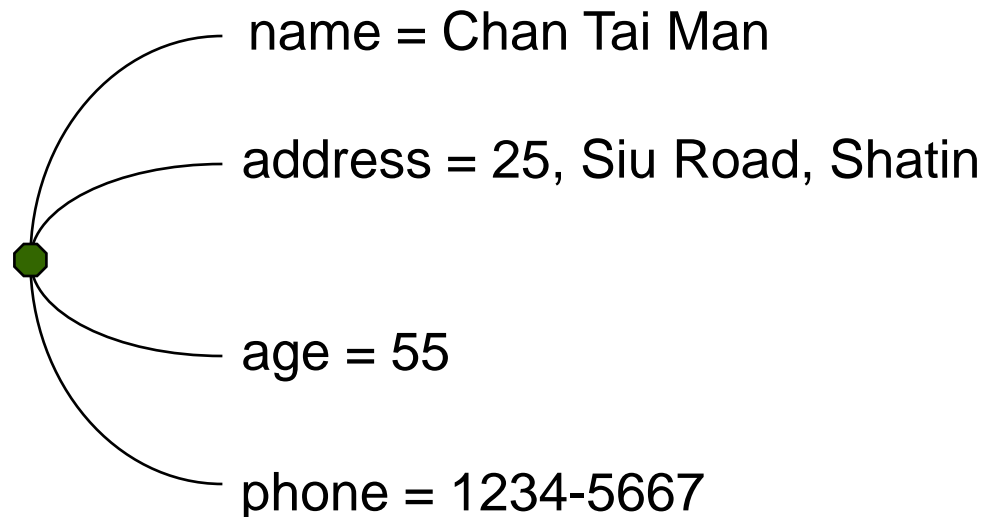 name = Chan Tai Man
address = 25, Siu Road, Shatin
age = 55
phone = 1234-5667